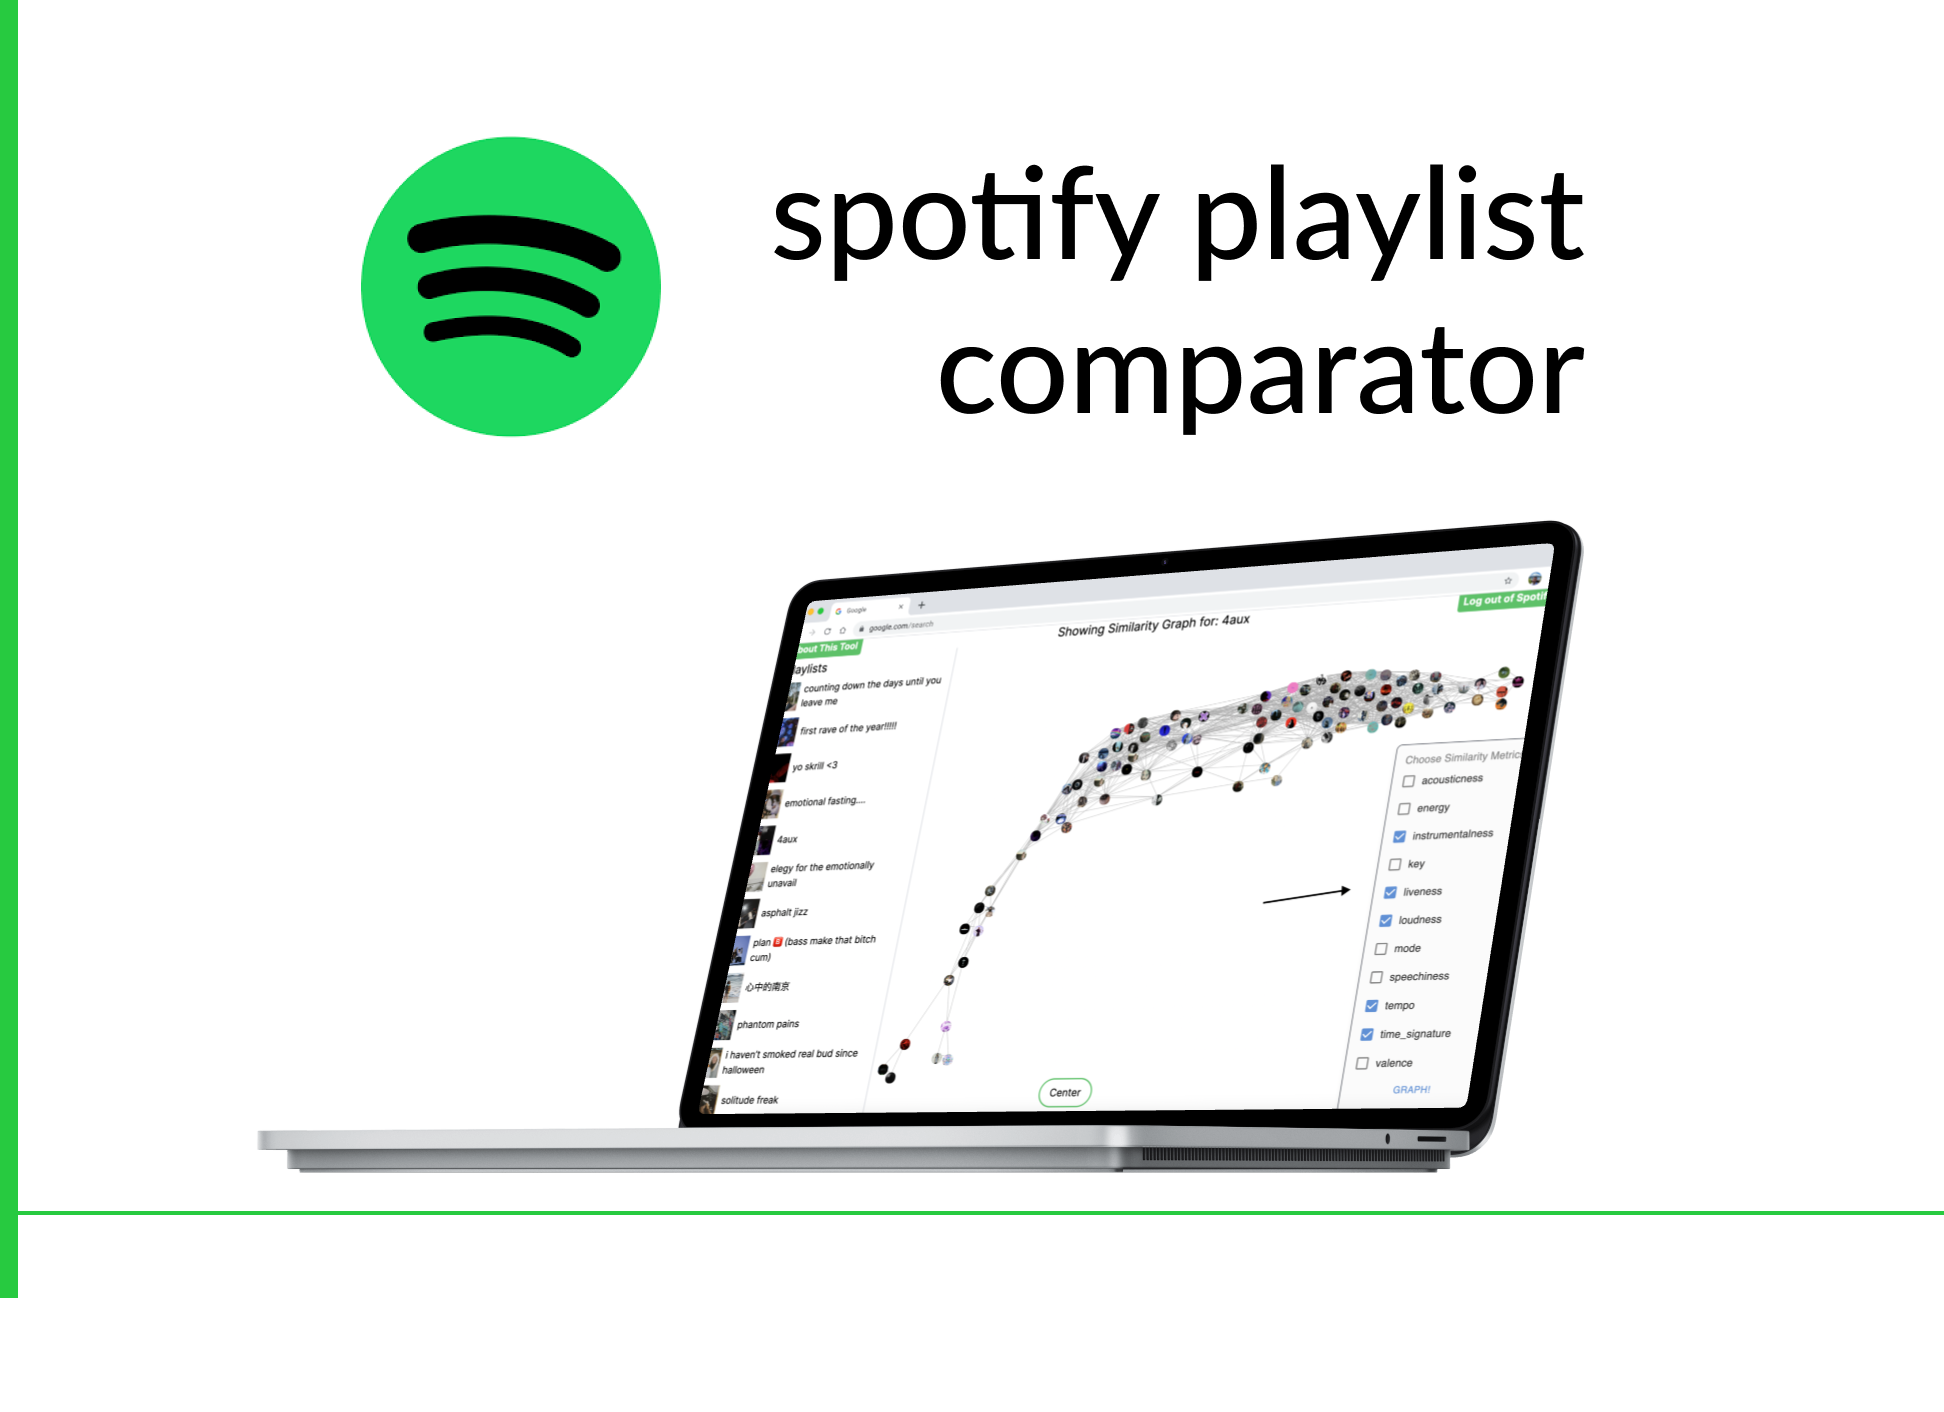 spotify playlist
comparator
Google
google.com/search
bout This Tool
Showing Similarity Graph for: 4aux
Log out of Spotif
aylists
counting down the days until you
leave me
first rave of the year!!!!!
yo skrill <3
emotional fasting....
4aux
elegy for the emotionally
unavail
asphalt jizz
plan 🅱️ (bass make that bitch
cum)
心中的南京
phantom pains
i haven't smoked real bud since
halloween
solitude freak
Center
Choose Similarity Metric
acousticness
energy
instrumentalness
key
liveness
loudness
mode
speechiness
tempo
time_signature
valence
GRAPH!